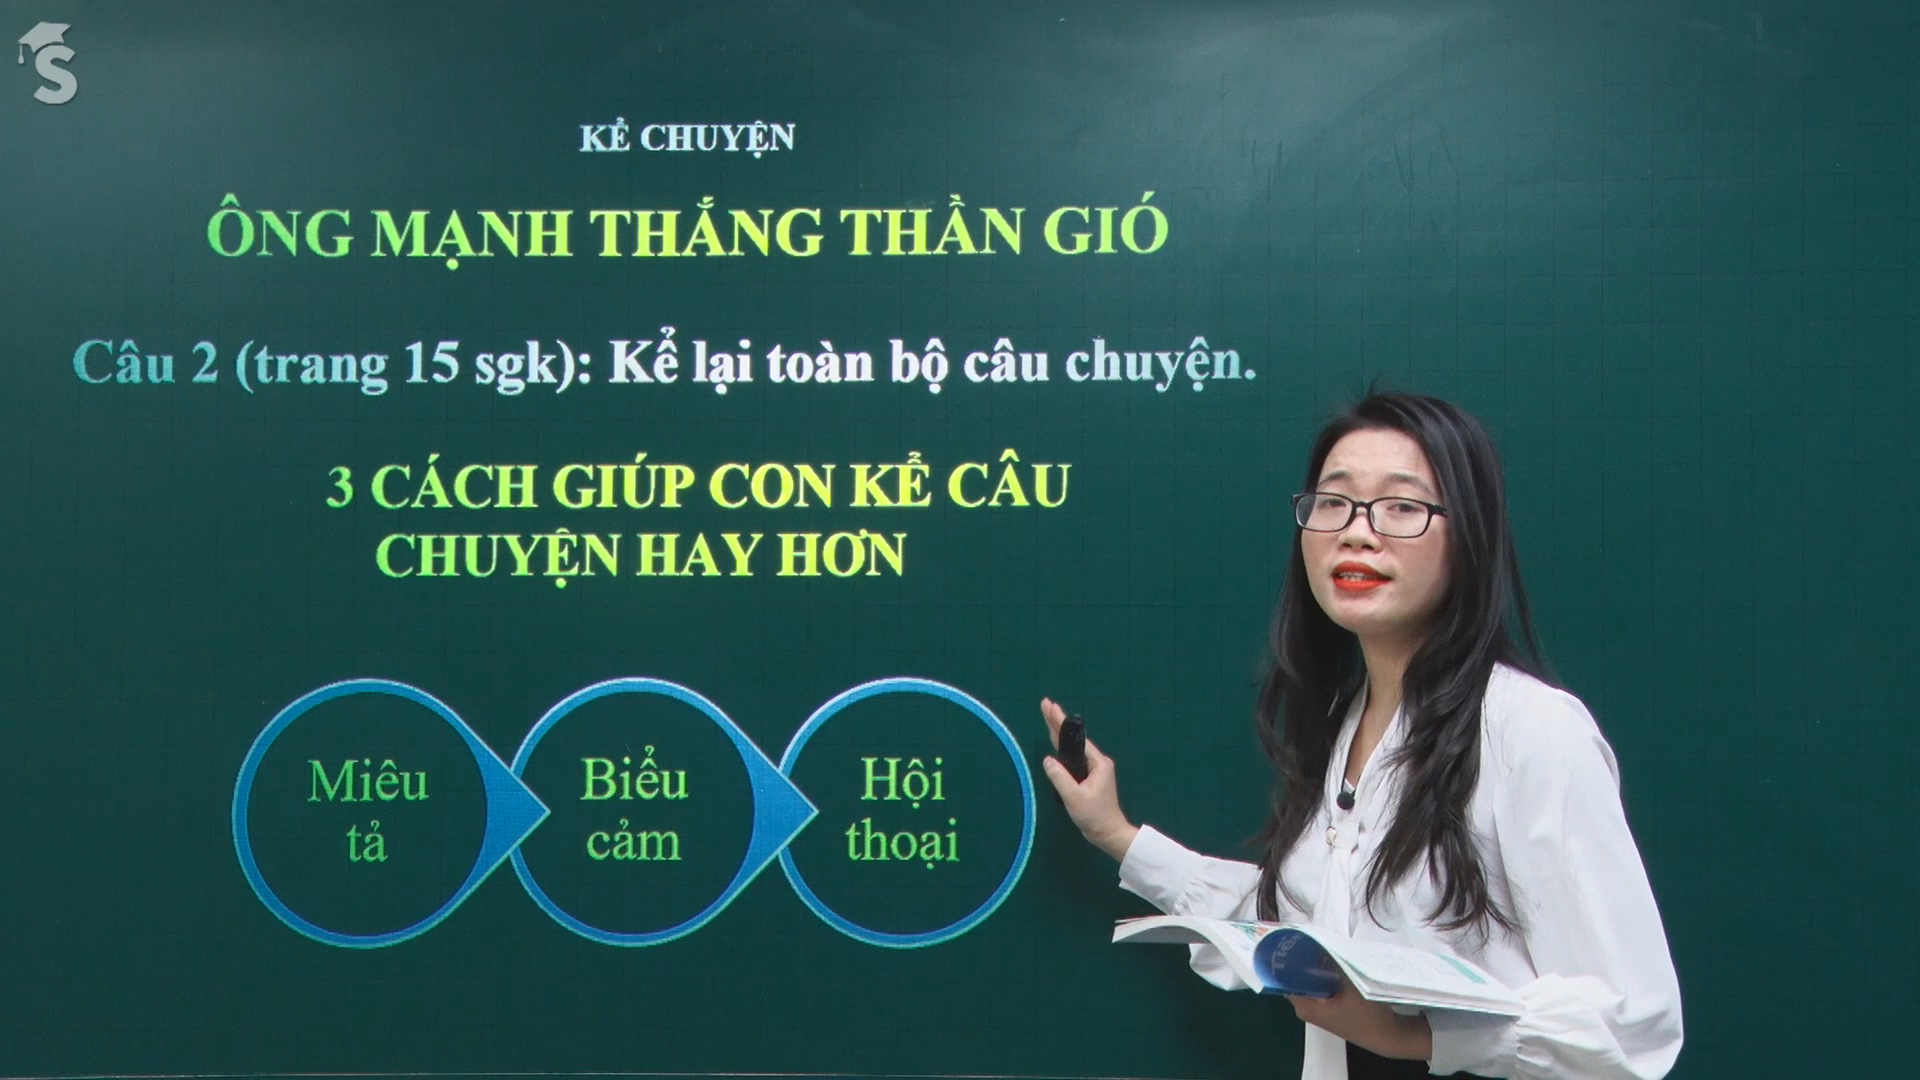 S
KỂ CHUYỆN
ÔNG MẠNH THẮNG THẦN GIÓ
Câu 2 (trang 15 sgk): Kể lại toàn bộ câu chuyện.
3 CÁCH GIÚP CON KỂ CÂU
CHUYỆN HAY HƠN
Miêu
tả
Biểu
cảm
Hội
thoại